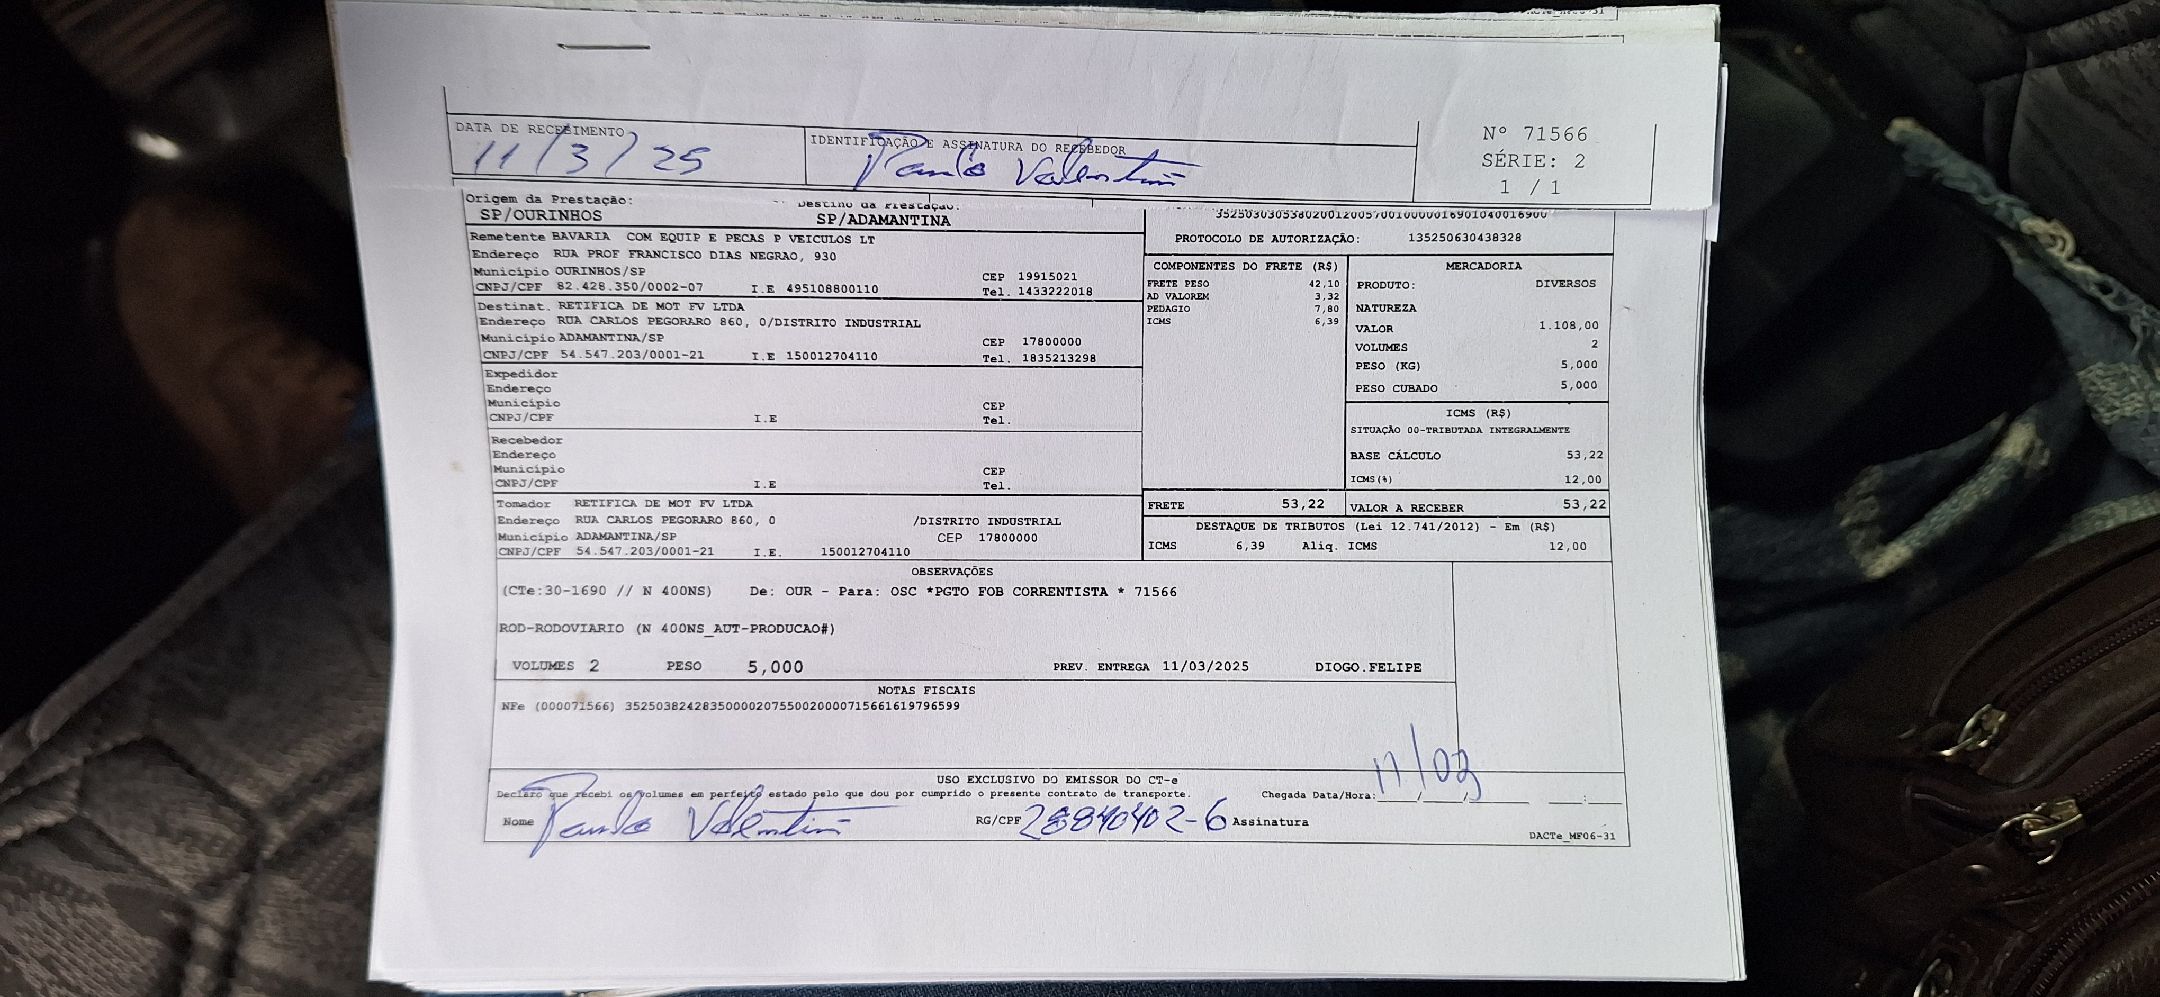 DATA DE RECEBIMENTO
11/3/25
IDENTIFICAÇÃO E ASSINATURA DO RECEBEDOR
Paulo Valentin
Nº 71566
SÉRIE: 2
1 / 1
Origem da Prestação:
SP/OURINHOS
Destino da Prestação:
SP/ADAMANTINA
Remetente BAVARIA COM EQUIP E PECAS P VEICULOS LT
Endereço RUA PROF FRANCISCO DIAS NEGRAO, 930
Município OURINHOS/SP CEP 19915021
CNPJ/CPF 82.428.350/0002-07 I.E 495108800110 Tel. 1433222018
Destinat. RETIFICA DE MOT FV LTDA
Endereço RUA CARLOS PEGORARO 860, 0/DISTRITO INDUSTRIAL
Município ADAMANTINA/SP CEP 17800000
CNPJ/CPF 54.547.203/0001-21 I.E 150012704110 Tel. 1835213298
Expedidor
Endereço
Município CEP
CNPJ/CPF I.E Tel.
Recebedor
Endereço
Município CEP
CNPJ/CPF I.E Tel.
Tomador RETIFICA DE MOT FV LTDA
Endereço RUA CARLOS PEGORARO 860, 0 /DISTRITO INDUSTRIAL
Município ADAMANTINA/SP CEP 17800000
CNPJ/CPF 54.547.203/0001-21 I.E. 150012704110
PROTOCOLO DE AUTORIZAÇÃO: 135250630438328
COMPONENTES DO FRETE (R$)
FRETE PESO 42,10
AD VALOREM 3,32
PEDAGIO 7,80
ICMS 6,39
MERCADORIA
PRODUTO: DIVERSOS
NATUREZA
VALOR 1.108,00
VOLUMES 2
PESO (KG) 5,000
PESO CUBADO 5,000
ICMS (R$)
SITUAÇÃO 00-TRIBUTADA INTEGRALMENTE
BASE CÁLCULO 53,22
ICMS(%) 12,00
FRETE 53,22
VALOR A RECEBER 53,22
DESTAQUE DE TRIBUTOS (Lei 12.741/2012) - Em (R$)
ICMS 6,39 Aliq. ICMS 12,00
OBSERVAÇÕES
(CTe:30-1690 // N 400NS) De: OUR - Para: OSC *PGTO FOB CORRENTISTA * 71566
ROD-RODOVIARIO (N 400NS_AUT-PRODUCAO#)
VOLUMES 2 PESO 5,000 PREV. ENTREGA 11/03/2025 DIOGO.FELIPE
NOTAS FISCAIS
NFe (000071566) 35250382428350000207550020000715661619796599
USO EXCLUSIVO DO EMISSOR DO CT-e
Declaro que recebi os volumes em perfeito estado pelo que dou por cumprido o presente contrato de transporte.
Chegada Data/Hora: 11/03
Nome Paulo Valentin RG/CPF 28840402-6 Assinatura
DACTe_MF06-31